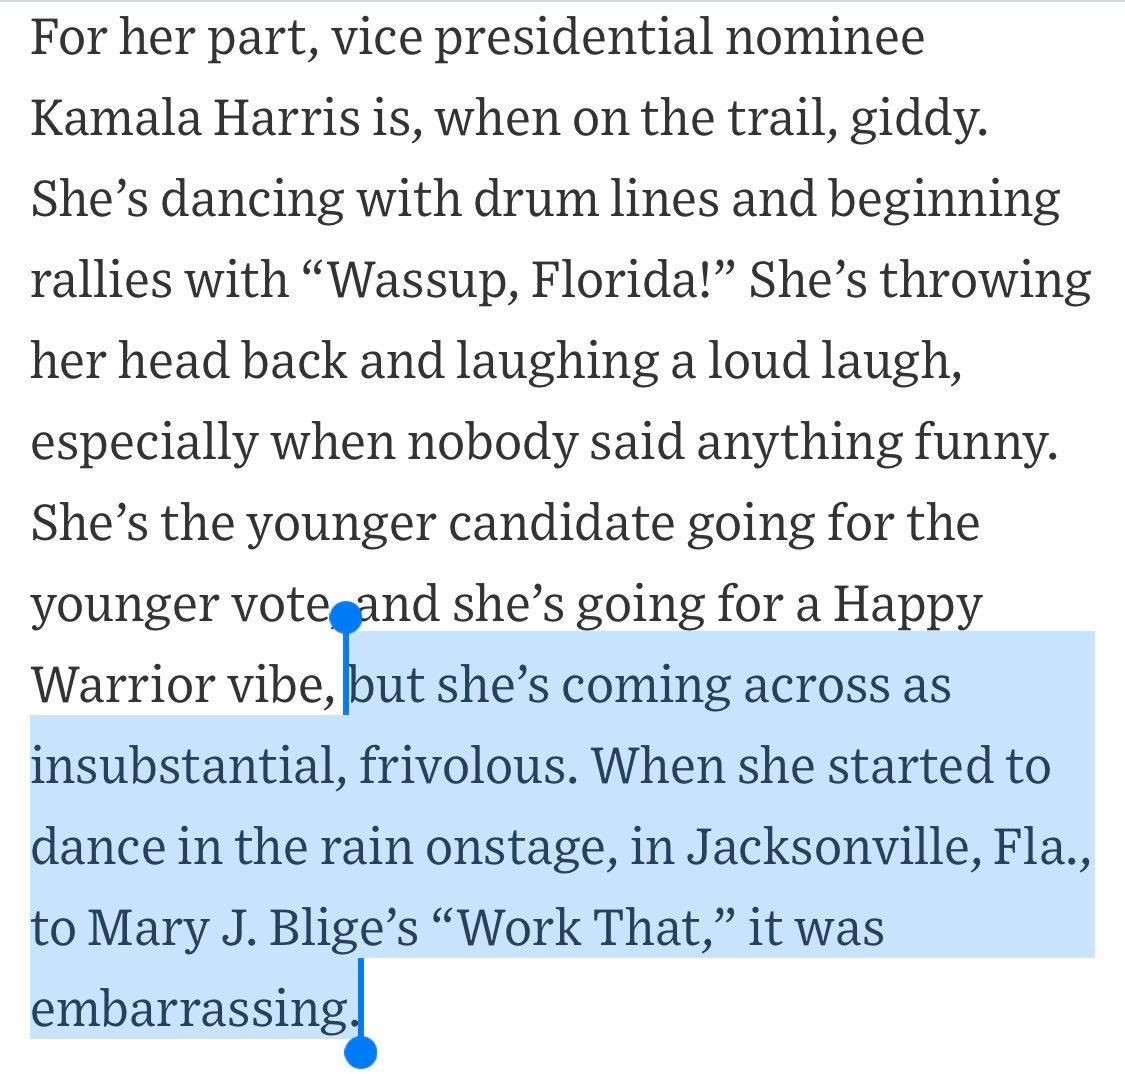 For her part, vice presidential nominee
Kamala Harris is, when on the trail, giddy.
She’s dancing with drum lines and beginning
rallies with “Wassup, Florida!” She’s throwing
her head back and laughing a loud laugh,
especially when nobody said anything funny.
She’s the younger candidate going for the
younger vote, and she’s going for a Happy
Warrior vibe, but she’s coming across as
insubstantial, frivolous. When she started to
dance in the rain onstage, in Jacksonville, Fla.,
to Mary J. Blige’s “Work That,” it was
embarrassing.